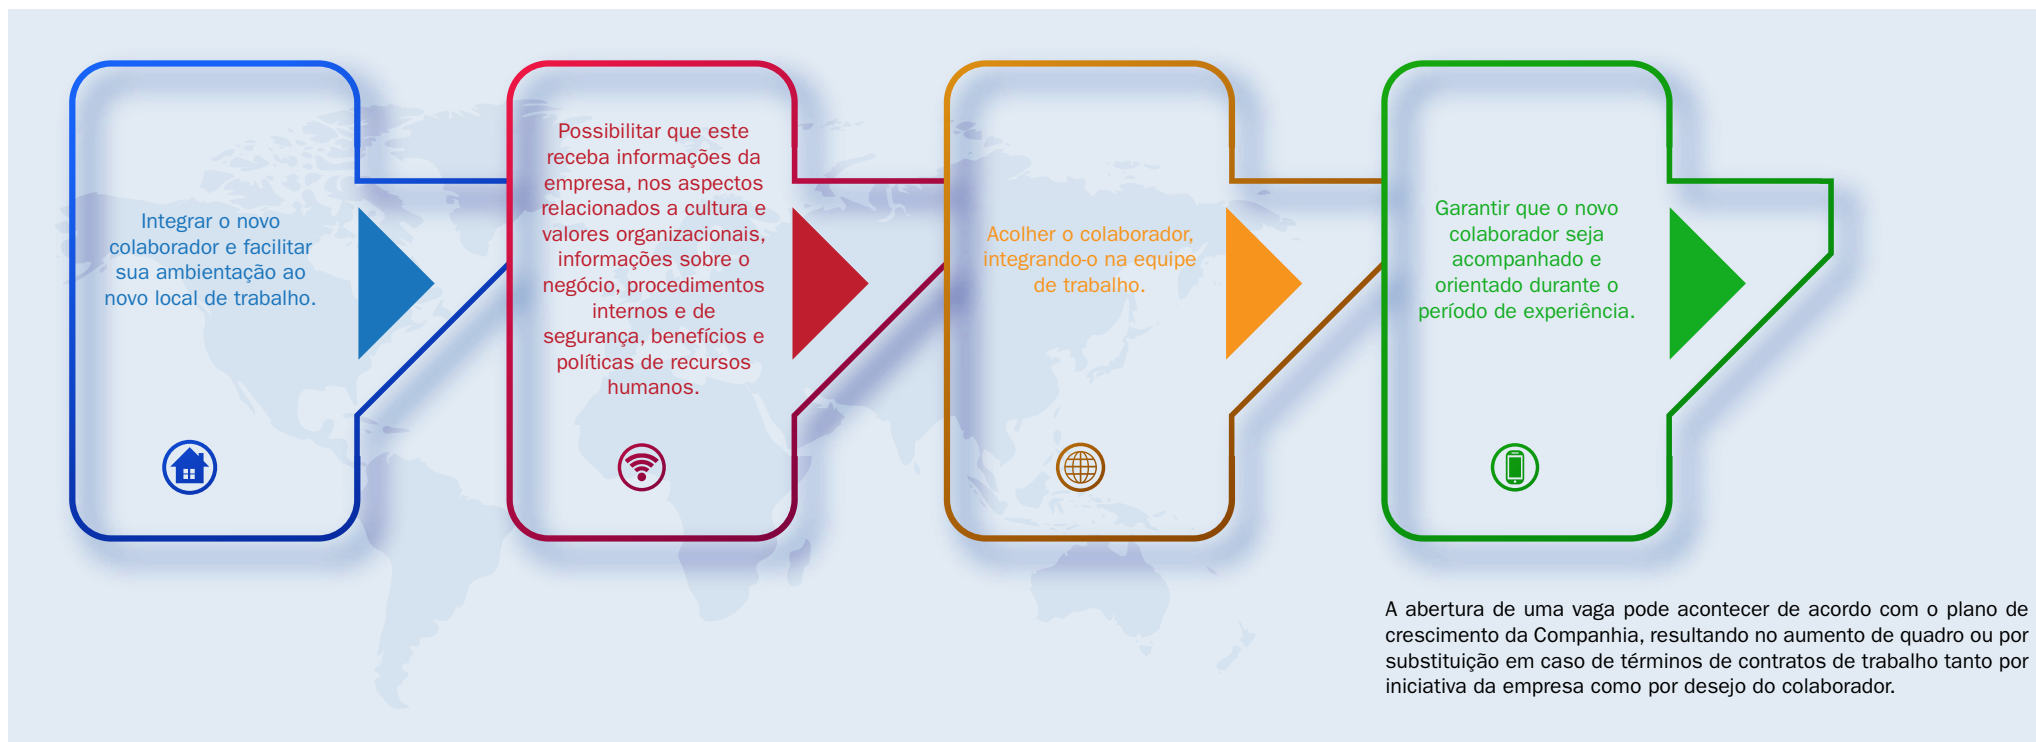 Integrar o novo
colaborador e facilitar
sua ambientação ao
novo local de trabalho.
Possibilitar que este
receba informações da
empresa, nos aspectos
relacionados a cultura e
valores organizacionais,
informações sobre o
negócio, procedimentos
internos e de
segurança, benefícios e
políticas de recursos
humanos.
Acolher o colaborador,
integrando-o na equipe
de trabalho.
Garantir que o novo
colaborador seja
acompanhado e
orientado durante o
período de experiência.
A abertura de uma vaga pode acontecer de acordo com o plano de
crescimento da Companhia, resultando no aumento de quadro ou por
substituição em caso de términos de contratos de trabalho tanto por
iniciativa da empresa como por desejo do colaborador.